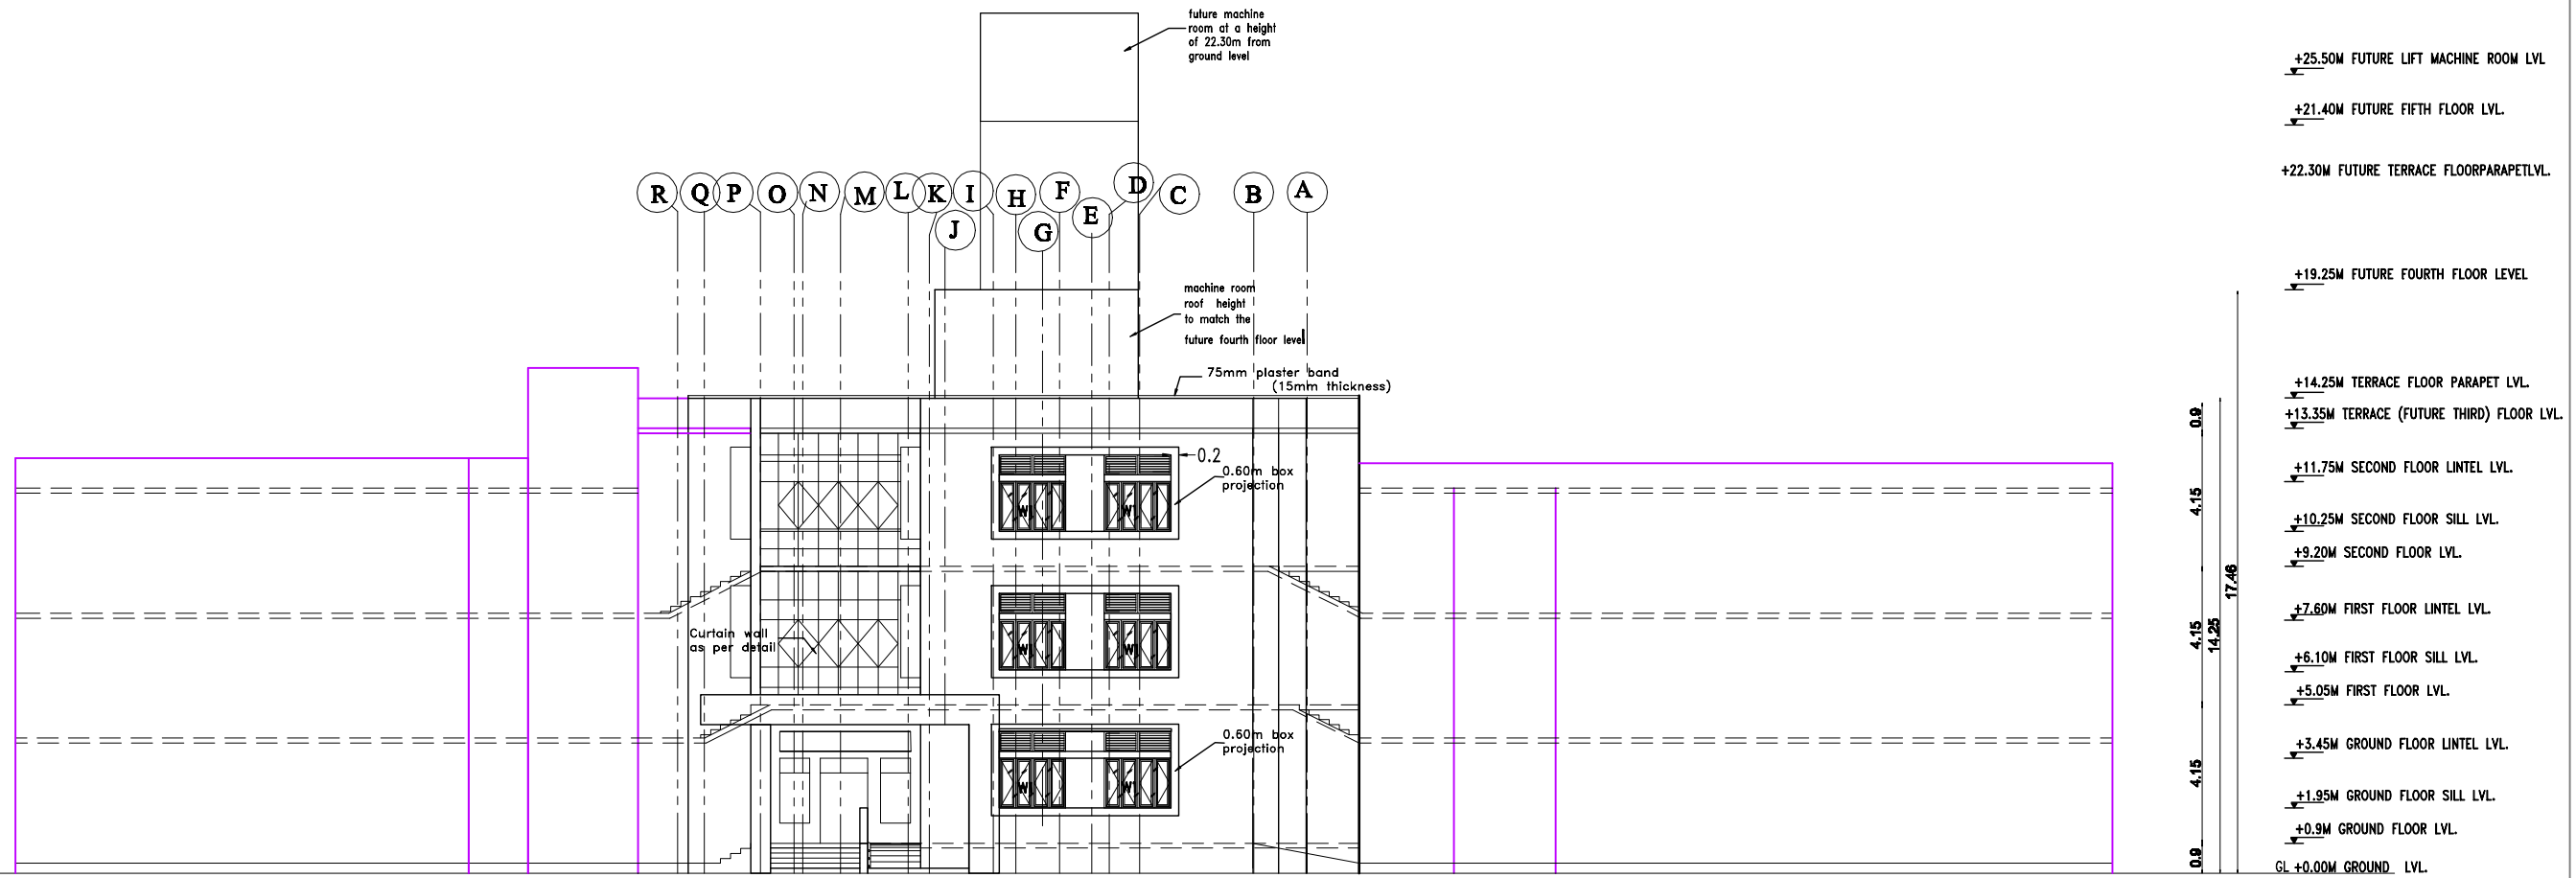 future machine
room at a height
of 22.30m from
ground level
+25.50M FUTURE LIFT MACHINE ROOM LVL
+21.40M FUTURE FIFTH FLOOR LVL.
+22.30M FUTURE TERRACE FLOORPARAPETLVL.
R Q P O N M L K I H F D C B A
J G E
+19.25M FUTURE FOURTH FLOOR LEVEL
machine room
roof height
to match the
future fourth floor level
75mm plaster band
(15mm thickness)
+14.25M TERRACE FLOOR PARAPET LVL.
+13.35M TERRACE (FUTURE THIRD) FLOOR LVL.
0.9
0.2
0.60m box
projection
+11.75M SECOND FLOOR LINTEL LVL.
W1 W1
4.15
+10.25M SECOND FLOOR SILL LVL.
+9.20M SECOND FLOOR LVL.
17.46
+7.60M FIRST FLOOR LINTEL LVL.
Curtain wall
as per detail
W1 W1
4.15
14.25
+6.10M FIRST FLOOR SILL LVL.
+5.05M FIRST FLOOR LVL.
0.60m box
projection
+3.45M GROUND FLOOR LINTEL LVL.
W1 W1
4.15
+1.95M GROUND FLOOR SILL LVL.
+0.9M GROUND FLOOR LVL.
0.9
GL +0.00M GROUND LVL.